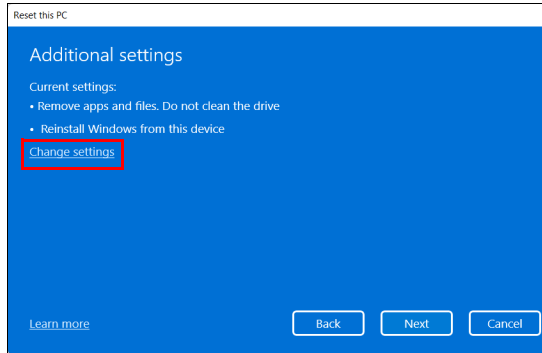 Reset this PC
Additional settings
Current settings:
• Remove apps and files. Do not clean the drive
• Reinstall Windows from this device
Change settings
Learn more
Back
Next
Cancel